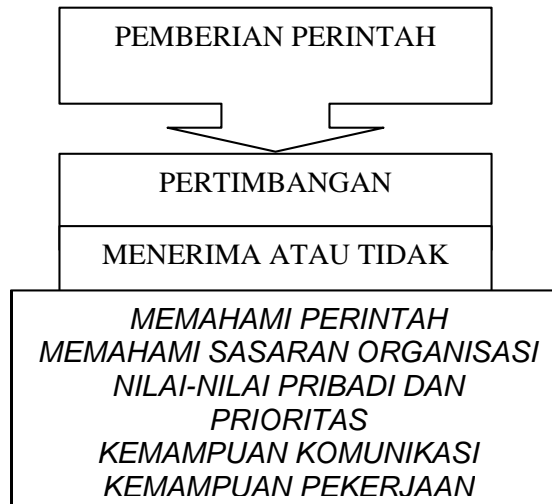 PEMBERIAN PERINTAH
PERTIMBANGAN
MENERIMA ATAU TIDAK
MEMAHAMI PERINTAH
MEMAHAMI SASARAN ORGANISASI
NILAI-NILAI PRIBADI DAN
PRIORITAS
KEMAMPUAN KOMUNIKASI
KEMAMPUAN PEKERJAAN